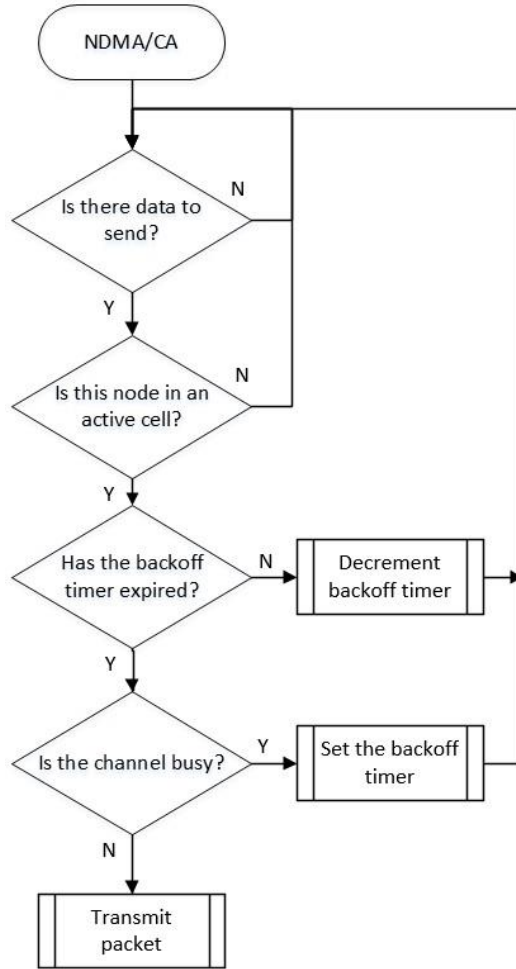 NDMA/CA
Is there data to
send?
N
Y
Is this node in an
active cell?
N
Y
Has the backoff
timer expired?
N
Decrement
backoff timer
Y
Is the channel busy?
Y
Set the backoff
timer
N
Transmit
packet